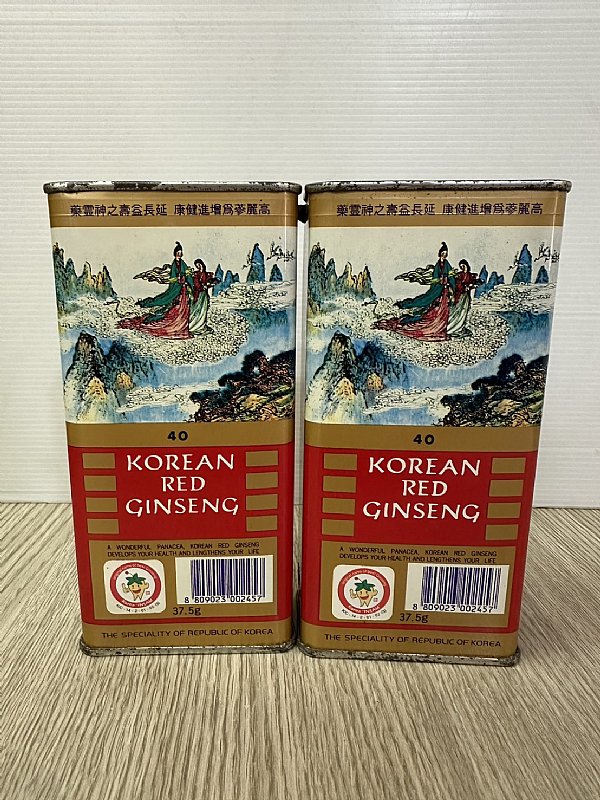 高麗蔘爲增進健康 延長益壽之神靈藥
40
KOREAN
RED
GINSENG
A WONDERFUL PANACEA, KOREAN RED GINSENG
DEVELOPS YOUR HEALTH AND LENGTHENS YOUR LIFE
8 809023 002457
37.5g
THE SPECIALITY OF REPUBLIC OF KOREA
高麗蔘爲增進健康 延長益壽之神靈藥
40
KOREAN
RED
GINSENG
A WONDERFUL PANACEA, KOREAN RED GINSENG
DEVELOPS YOUR HEALTH AND LENGTHENS YOUR LIFE
8 809023 002457
37.5g
THE SPECIALITY OF REPUBLIC OF KOREA